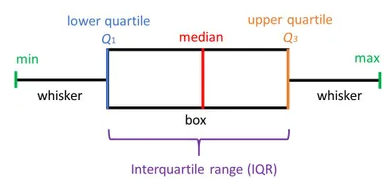 lower quartile
Q1
median
upper quartile
Q3
min
max
whisker
whisker
box
Interquartile range (IQR)